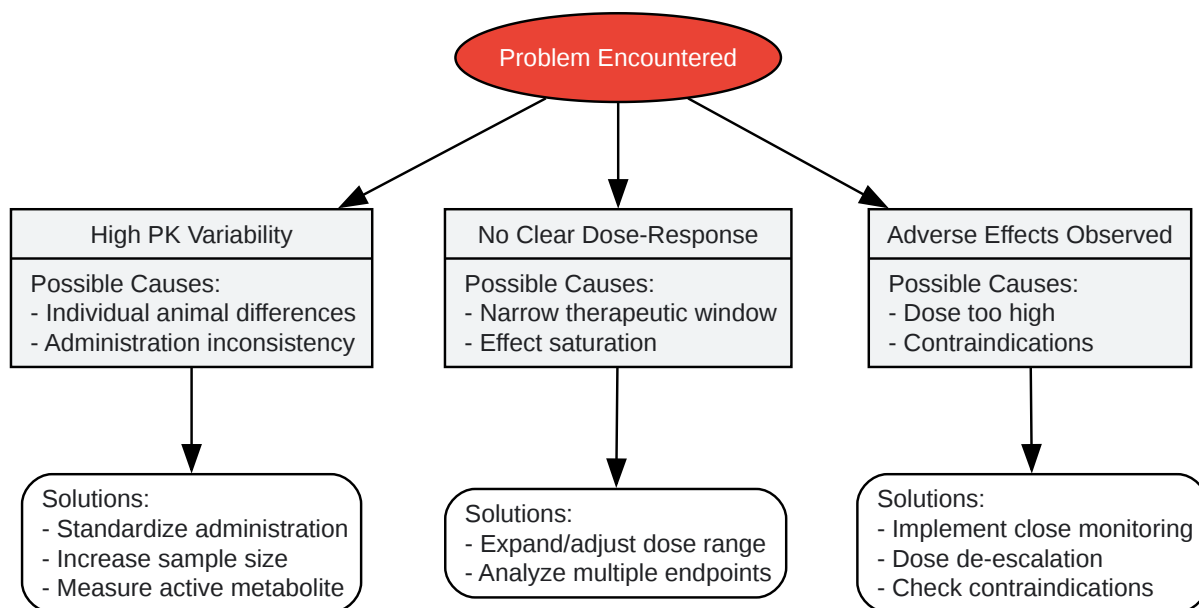 Problem Encountered
High PK Variability
Possible Causes:
- Individual animal differences
- Administration inconsistency
No Clear Dose-Response
Possible Causes:
- Narrow therapeutic window
- Effect saturation
Adverse Effects Observed
Possible Causes:
- Dose too high
- Contraindications
Solutions:
- Standardize administration
- Increase sample size
- Measure active metabolite
Solutions:
- Expand/adjust dose range
- Analyze multiple endpoints
Solutions:
- Implement close monitoring
- Dose de-escalation
- Check contraindications